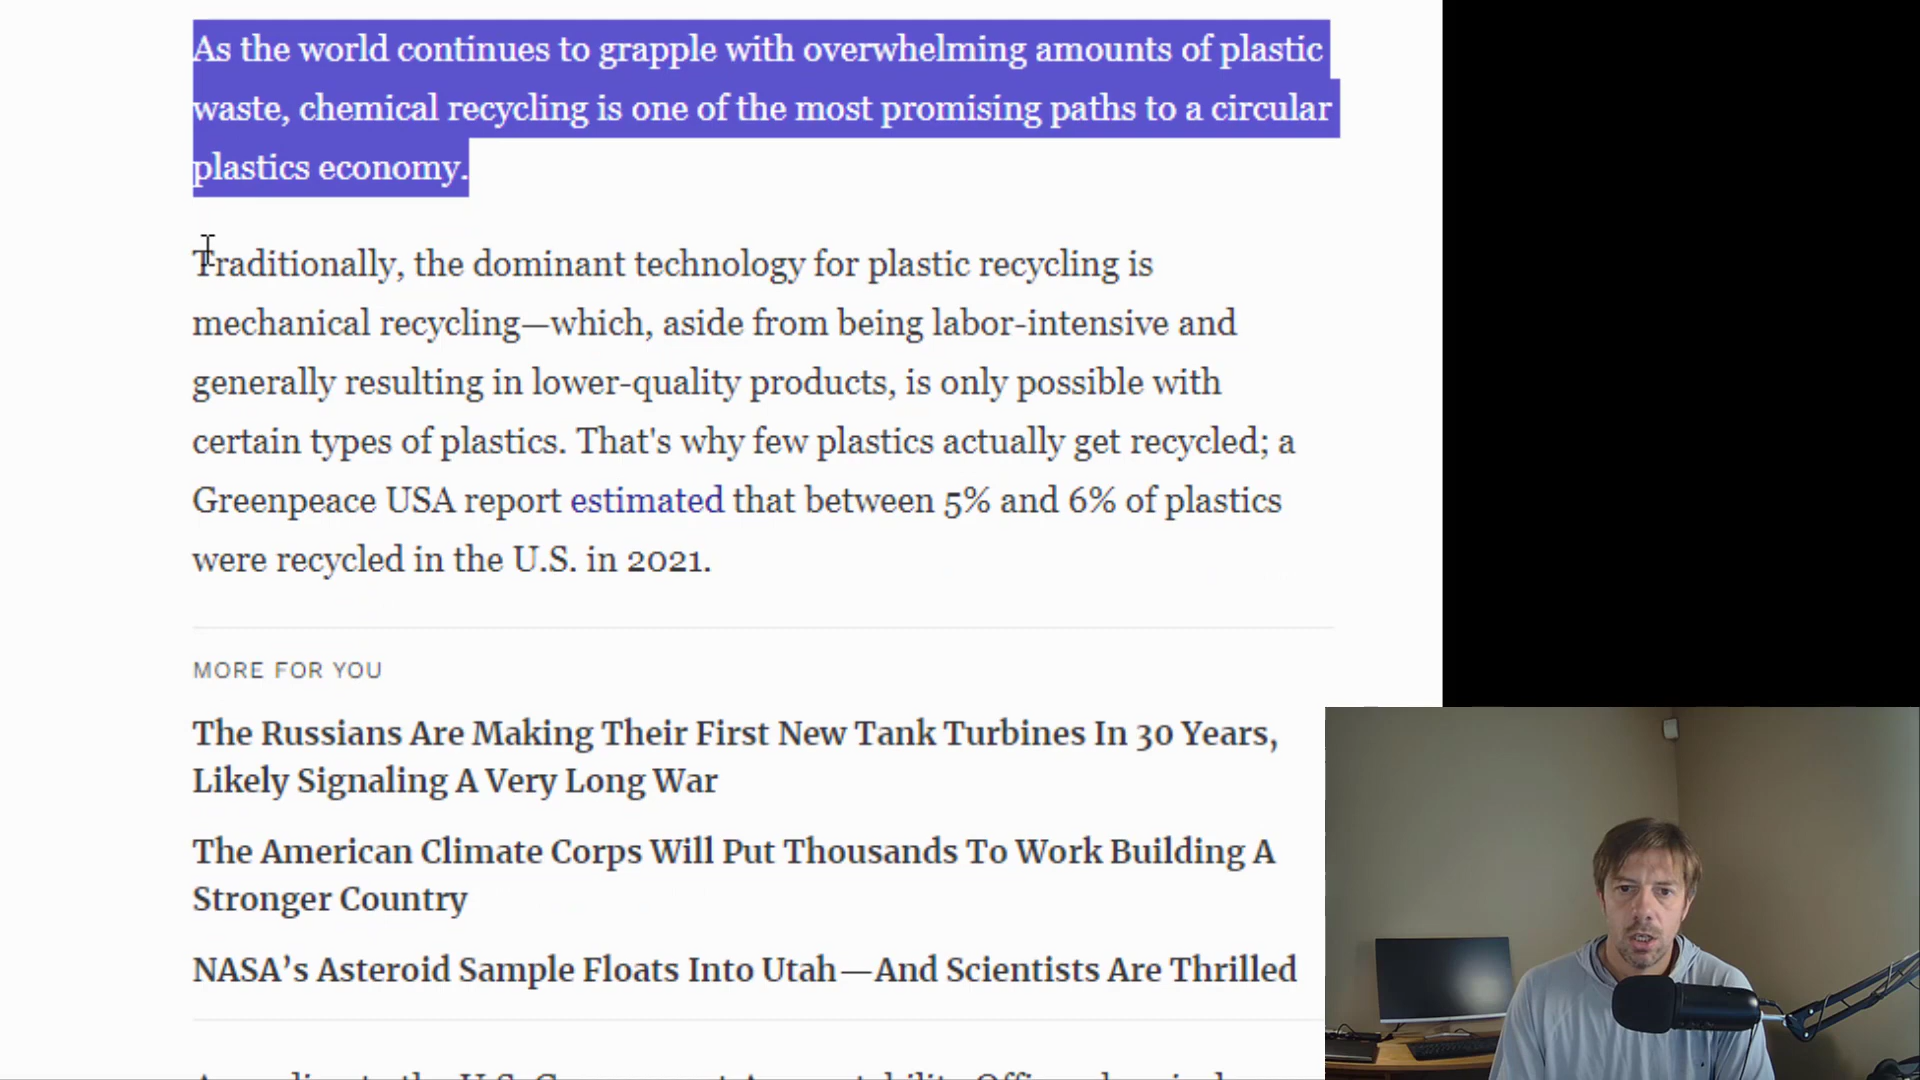 As the world continues to grapple with overwhelming amounts of plastic
waste, chemical recycling is one of the most promising paths to a circular
plastics economy.
Traditionally, the dominant technology for plastic recycling is
mechanical recycling—which, aside from being labor-intensive and
generally resulting in lower-quality products, is only possible with
certain types of plastics. That's why few plastics actually get recycled; a
Greenpeace USA report estimated that between 5% and 6% of plastics
were recycled in the U.S. in 2021.
MORE FOR YOU
The Russians Are Making Their First New Tank Turbines In 30 Years,
Likely Signaling A Very Long War
The American Climate Corps Will Put Thousands To Work Building A
Stronger Country
NASA’s Asteroid Sample Floats Into Utah—And Scientists Are Thrilled